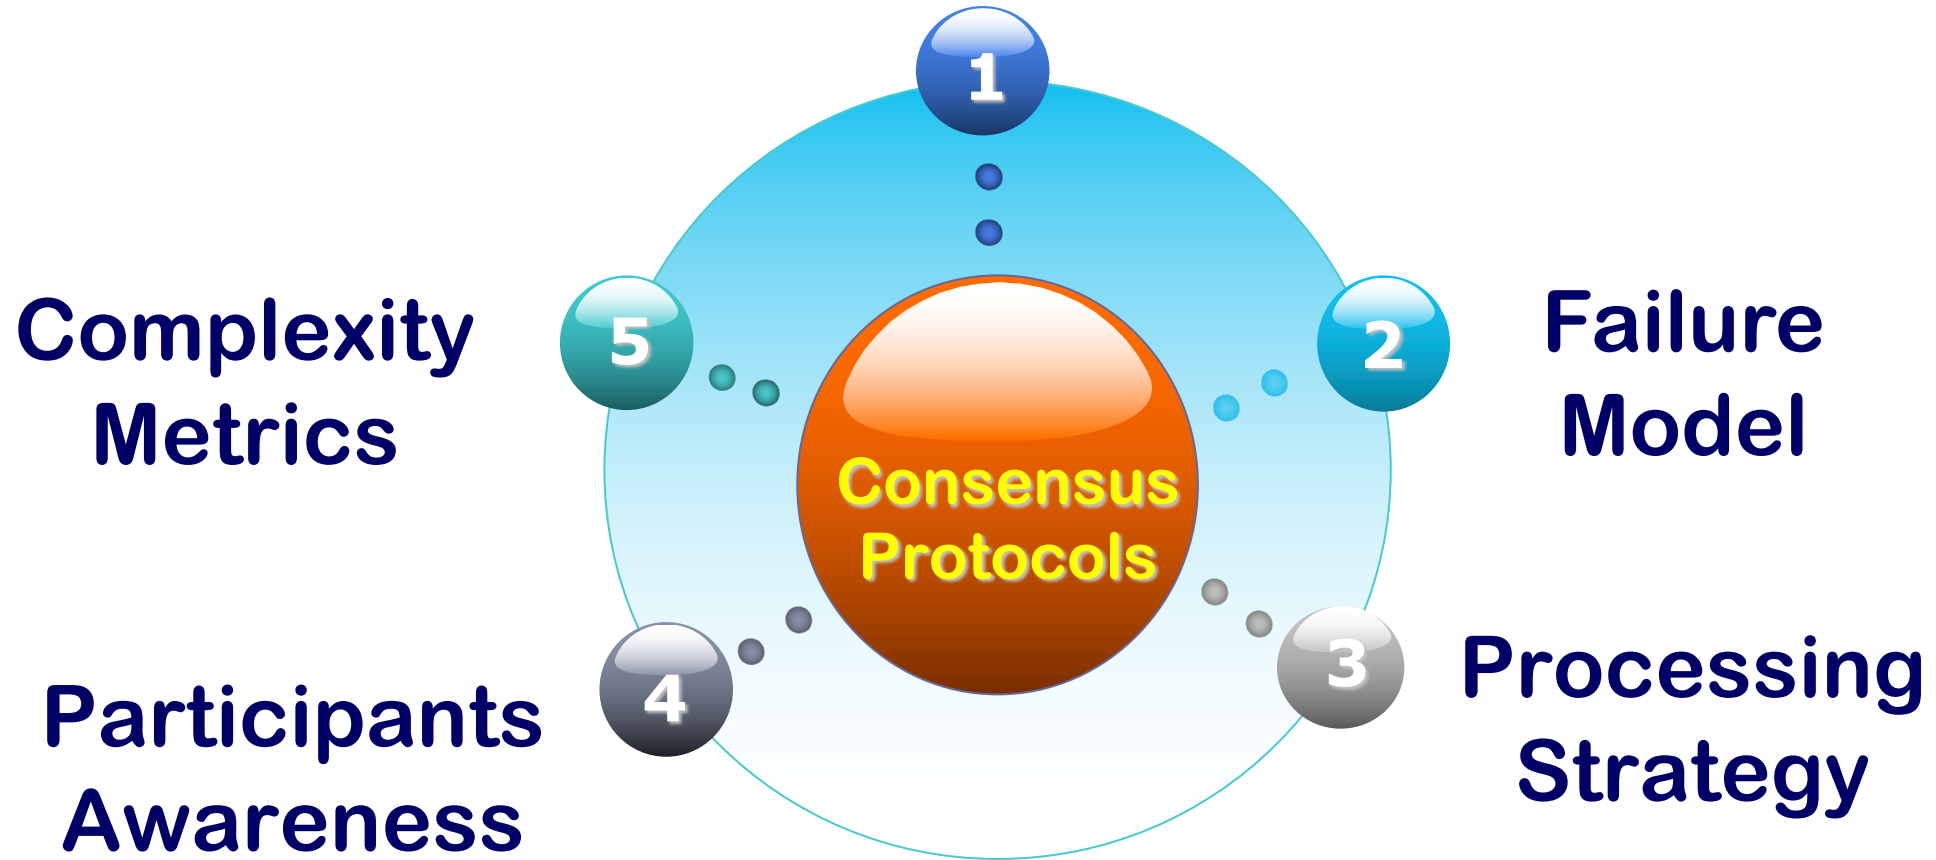 1
Complexity
Metrics
5
2
Failure
Model
Consensus
Protocols
Participants
Awareness
4
3
Processing
Strategy